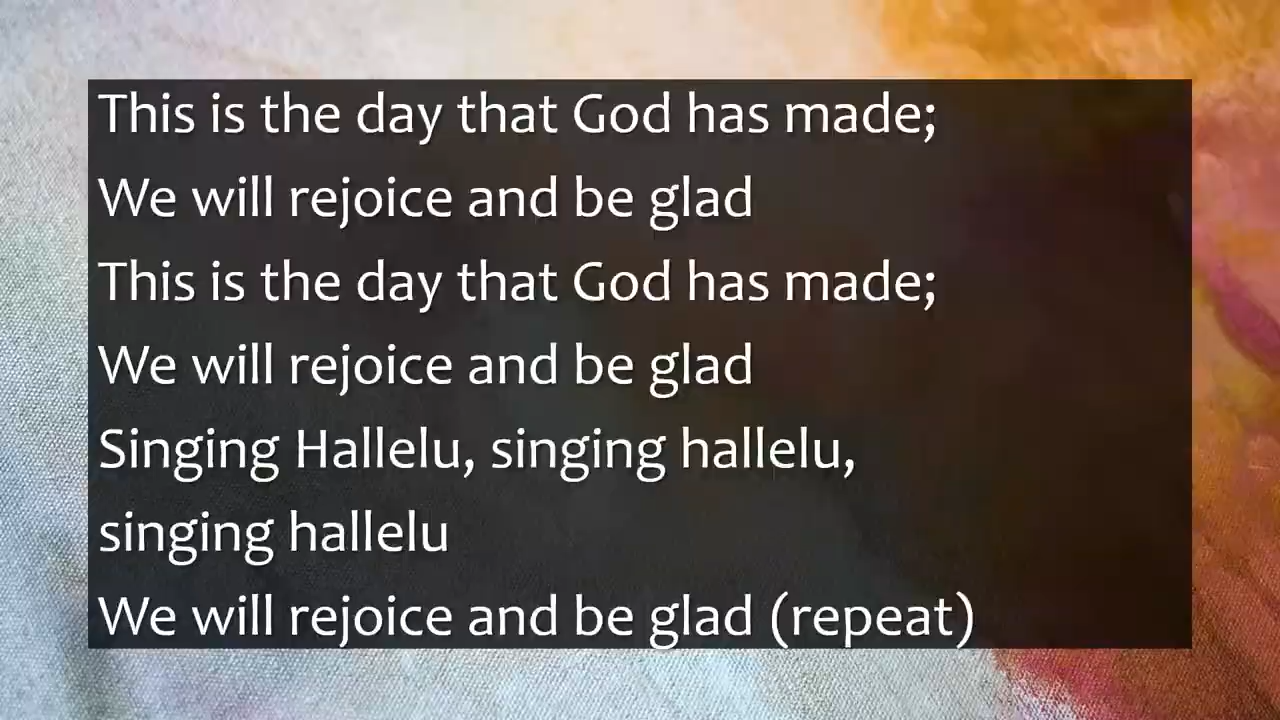 This is the day that God has made;
We will rejoice and be glad
This is the day that God has made;
We will rejoice and be glad
Singing Hallelu, singing hallelu,
singing hallelu
We will rejoice and be glad (repeat)